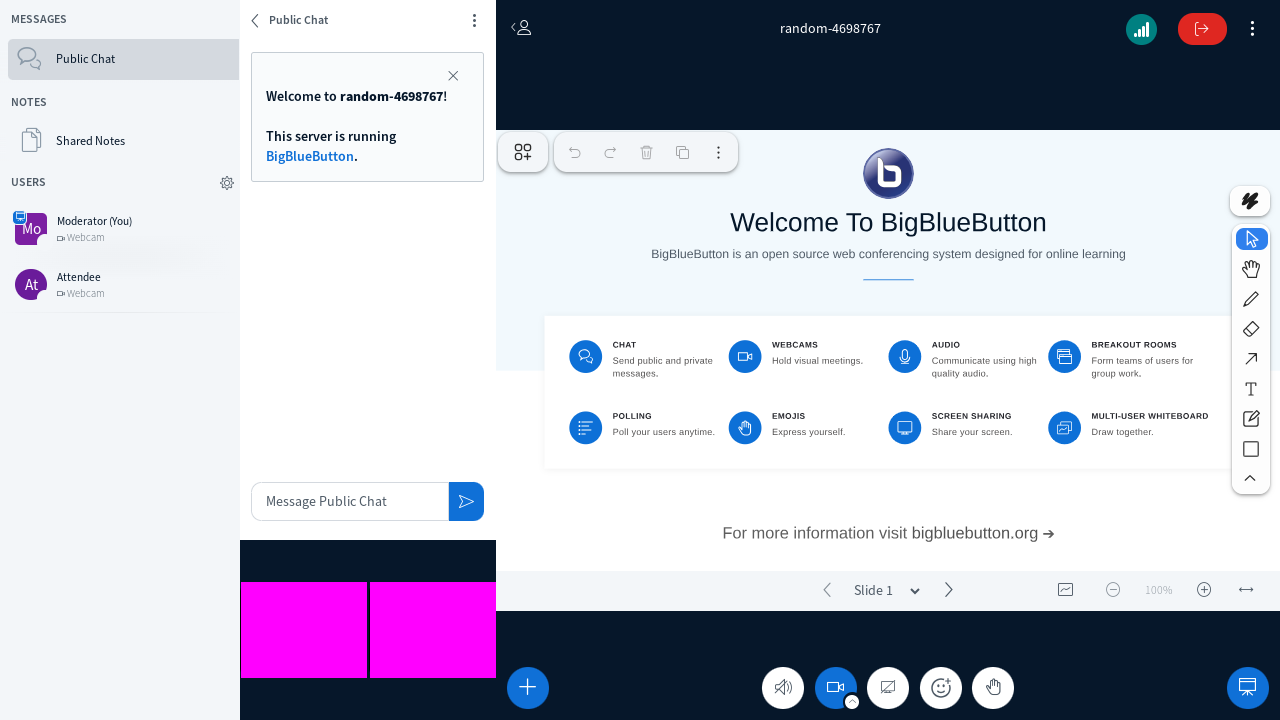 MESSAGES
Public Chat
NOTES
Shared Notes
USERS
Mo
Moderator (You)
Webcam
At
Attendee
Webcam
Public Chat
Welcome to random-4698767!
This server is running
BigBlueButton.
Message Public Chat
random-4698767
Welcome To BigBlueButton
BigBlueButton is an open source web conferencing system designed for online learning
CHAT
Send public and private
messages.
WEBCAMS
Hold visual meetings.
AUDIO
Communicate using high
quality audio.
BREAKOUT ROOMS
Form teams of users for
group work.
POLLING
Poll your users anytime.
EMOJIS
Express yourself.
SCREEN SHARING
Share your screen.
MULTI-USER WHITEBOARD
Draw together.
For more information visit bigbluebutton.org →
Slide 1
100%